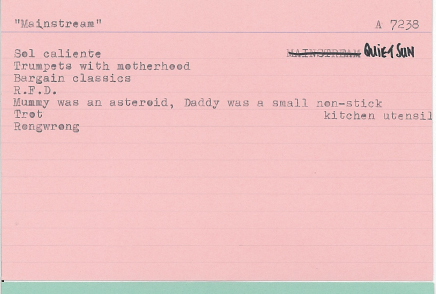 "Mainstream" A 7238
Sol caliente MAINSTREAM QUIET SUN
Trumpets with motherhood
Bargain classics
R.F.D.
Mummy was an asteroid, Daddy was a small non-stick
Trot kitchen utensil
Rongwrong